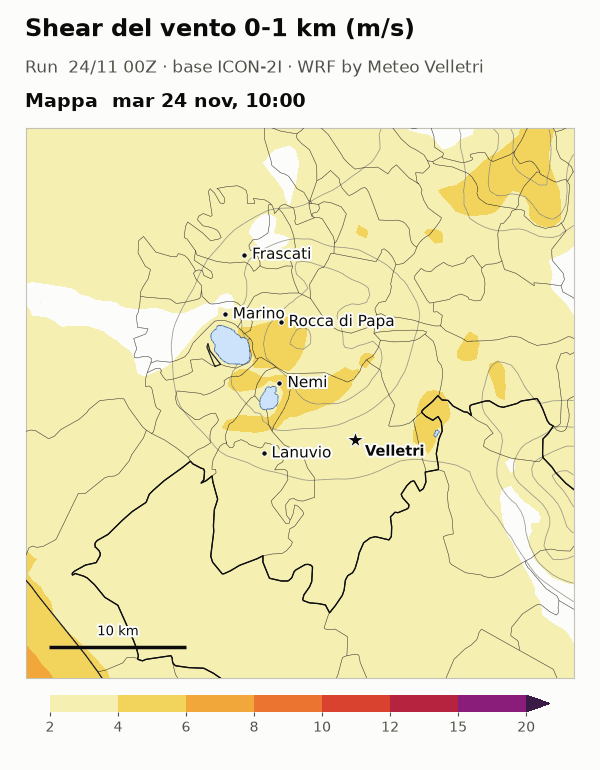 Shear del vento 0-1 km (m/s)
Run  24/11 00Z · base ICON-2I · WRF by Meteo Velletri
Mappa  mar 24 nov, 10:00
Frascati
Marino
Rocca di Papa
Nemi
Velletri
Lanuvio
10 km
2 4 6 8 10 12 15 20